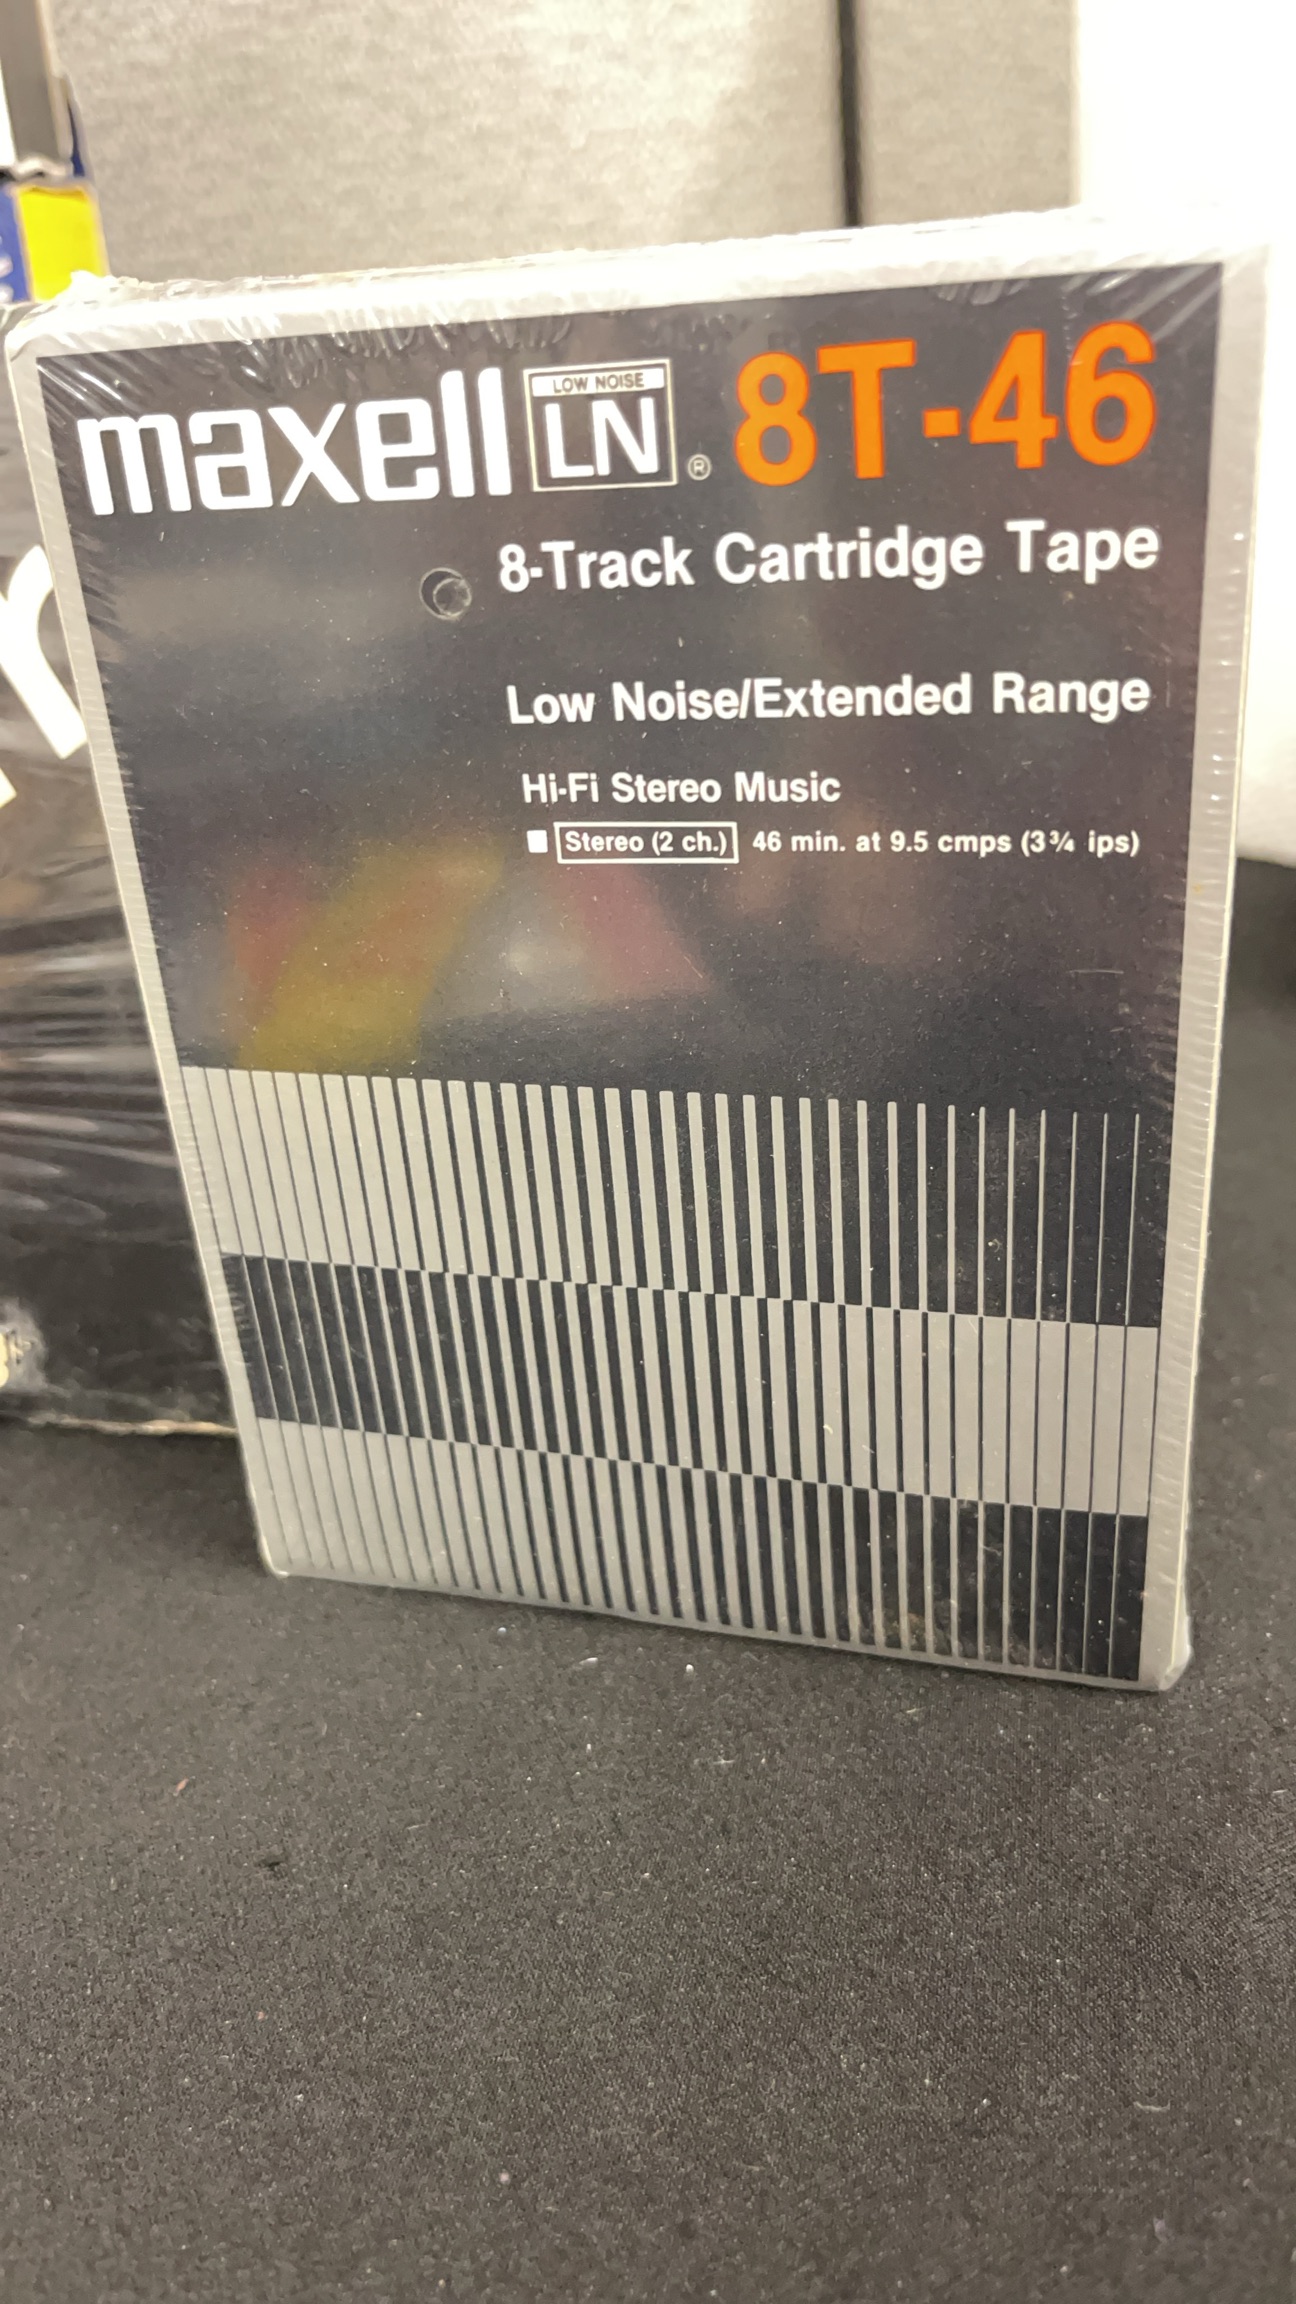 maxell LOW NOISE LN ® 8T-46
8-Track Cartridge Tape
Low Noise/Extended Range
Hi-Fi Stereo Music
Stereo (2 ch.) 46 min. at 9.5 cmps (3¾ ips)